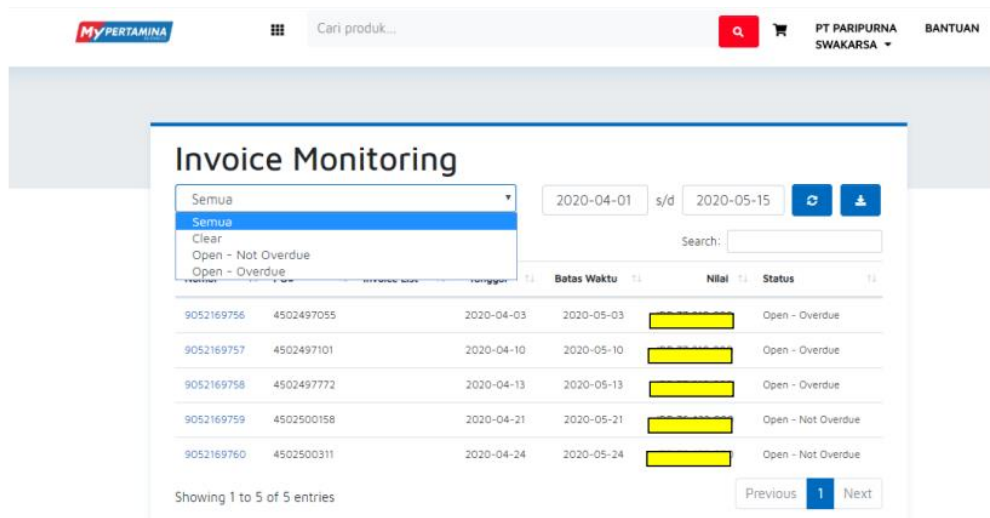 MyPERTAMINA
Cari produk...
PT PARIPURNA
SWAKARSA
BANTUAN
Invoice Monitoring
Semua
2020-04-01 s/d 2020-05-15
Semua
Clear
Open - Not Overdue
Open - Overdue
Search:
Batas Waktu Nilai Status
9052169756 4502497055 2020-04-03 2020-05-03 Open - Overdue
9052169757 4502497101 2020-04-10 2020-05-10 Open - Overdue
9052169758 4502497772 2020-04-13 2020-05-13 Open - Overdue
9052169759 4502500158 2020-04-21 2020-05-21 Open - Not Overdue
9052169760 4502500311 2020-04-24 2020-05-24 Open - Not Overdue
Showing 1 to 5 of 5 entries
Previous 1 Next